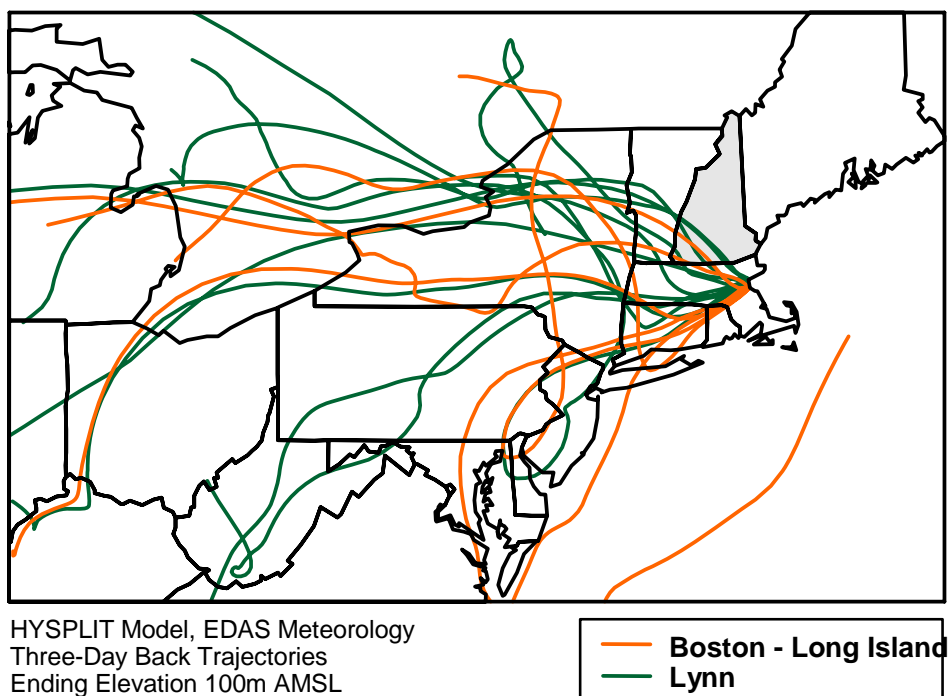 HYSPLIT Model, EDAS Meteorology
Three-Day Back Trajectories
Ending Elevation 100m AMSL
Boston - Long Island
Lynn